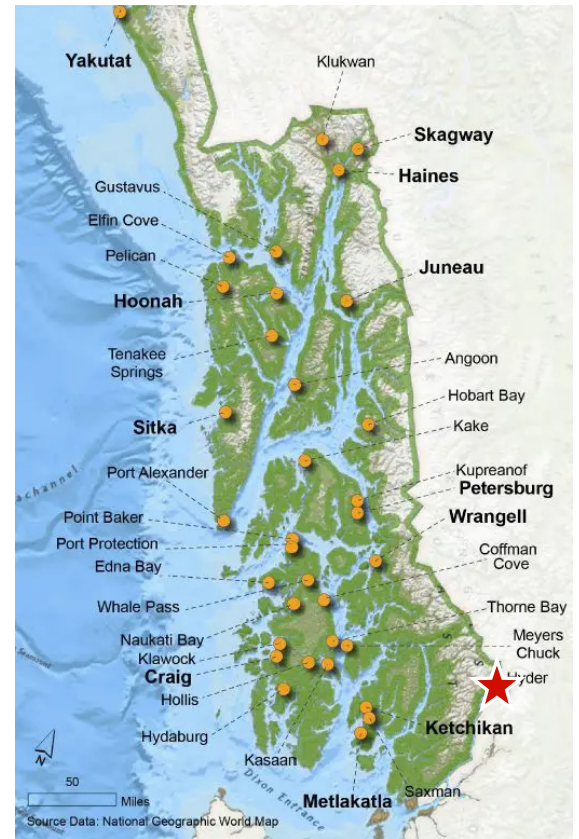 Yakutat
Klukwan
Skagway
Haines
Gustavus
Elfin Cove
Pelican
Juneau
Hoonah
Tenakee
Springs
Angoon
Hobart Bay
Sitka
Kake
Port Alexander
Kupreanof
Petersburg
Point Baker
Wrangell
Port Protection
Coffman
Cove
Edna Bay
Whale Pass
Thorne Bay
Naukati Bay
Meyers
Chuck
Klawock
Craig
Hyder
Hollis
Ketchikan
Hydaburg
Kasaan
Saxman
Metlakatla
Dixon Entrance
achannel
Seamount
N
50
Miles
Source Data: National Geographic World Map